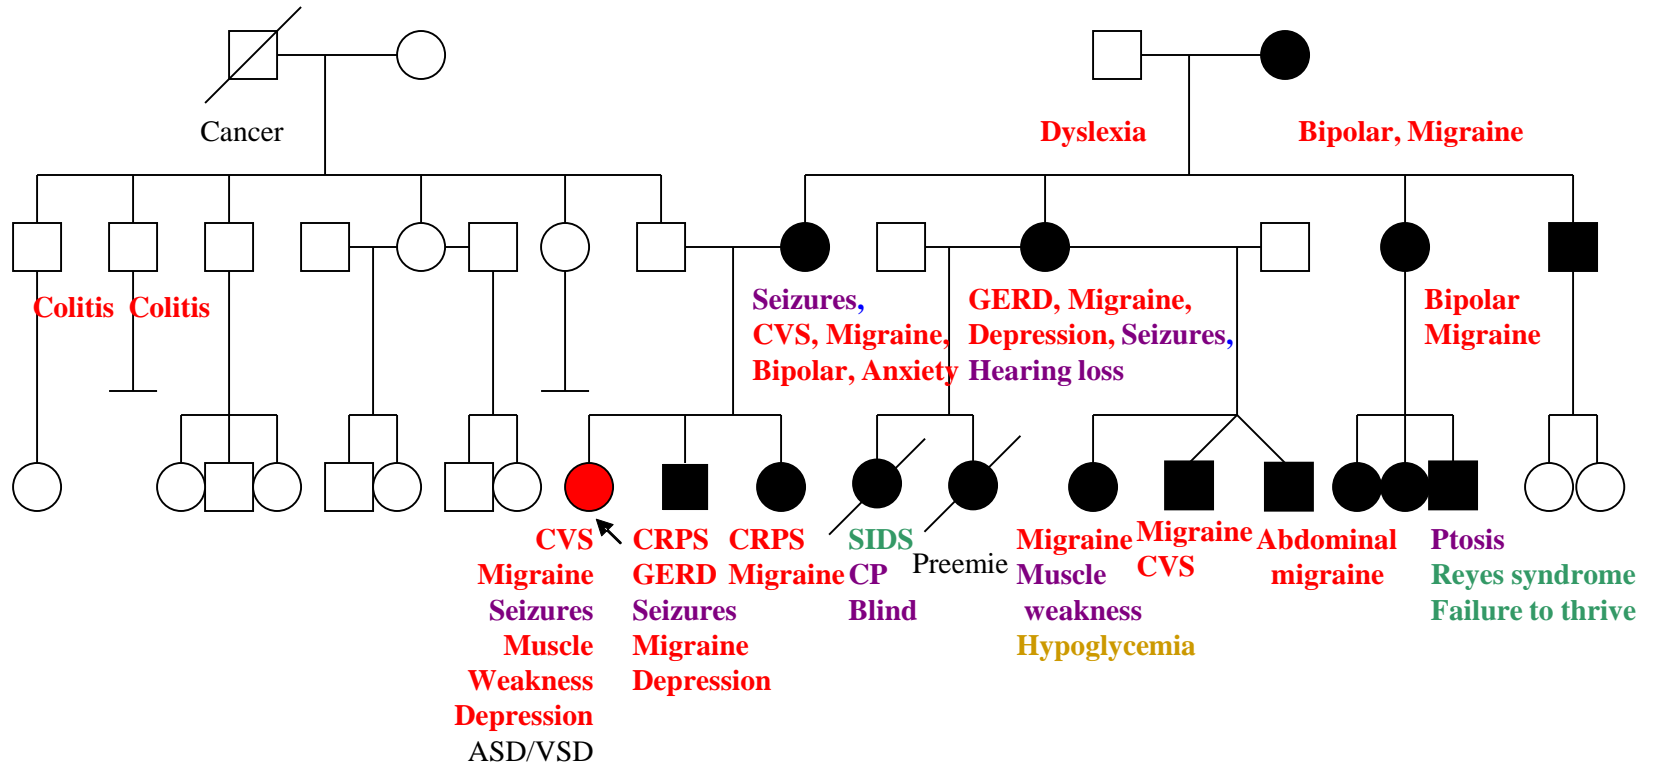 Cancer
Dyslexia
Bipolar, Migraine
Colitis
Colitis
Seizures,
CVS, Migraine,
Bipolar, Anxiety
GERD, Migraine,
Depression, Seizures,
Hearing loss
Bipolar
Migraine
CVS
Migraine
Seizures
Muscle
Weakness
Depression
ASD/VSD
CRPS
GERD
Seizures
Migraine
Depression
CRPS
Migraine
SIDS
CP
Blind
Preemie
Migraine
Muscle
weakness
Hypoglycemia
Migraine
CVS
Abdominal
migraine
Ptosis
Reyes syndrome
Failure to thrive